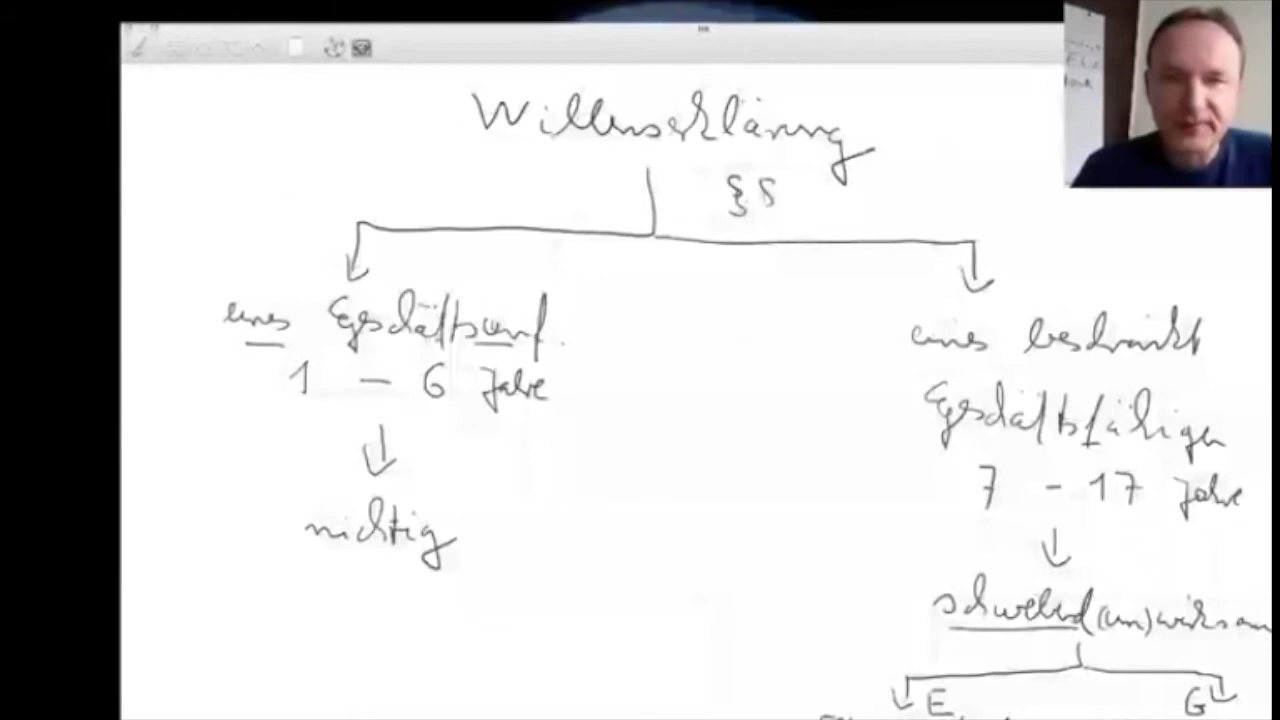 Willenserklärung
§ 8
eines Geschäftsunf.
1 - 6 Jahre
nichtig
eines beschränkt
Geschäftsfähigen
7 - 17 Jahre
schwebend (un)wirksam
E
G